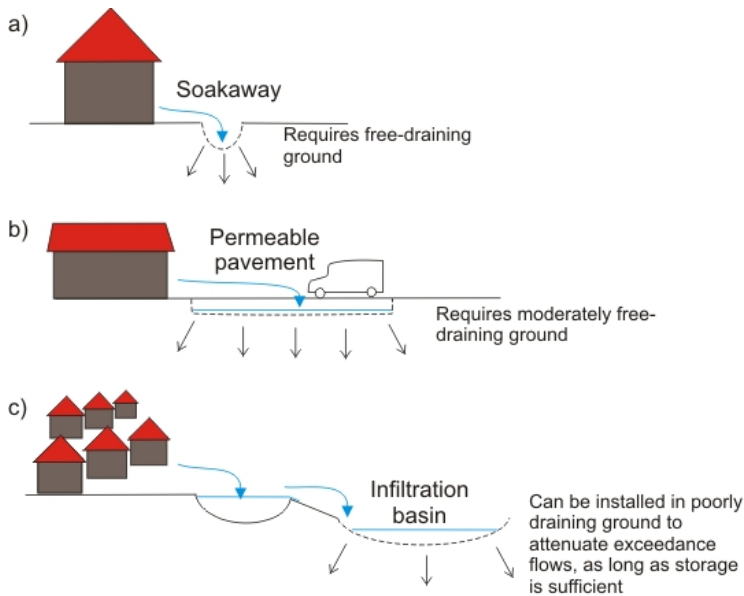 a)
Soakaway
Requires free-draining
ground
b)
Permeable
pavement
Requires moderately free-
draining ground
c)
Infiltration
basin
Can be installed in poorly
draining ground to
attenuate exceedance
flows, as long as storage
is sufficient